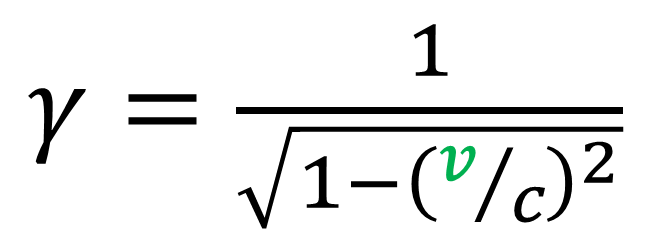 γ = 1/√(1−(v/c)²)